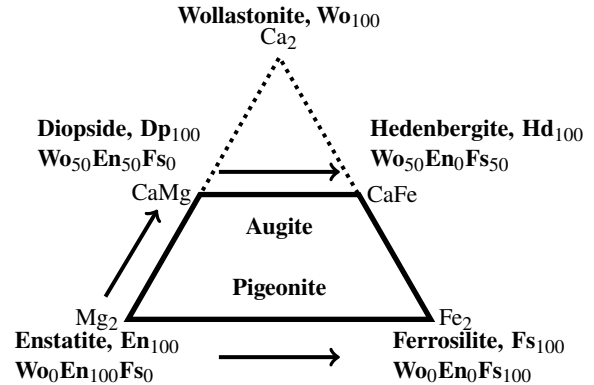 Wollastonite, Wo₁₀₀
Ca₂
Diopside, Dp₁₀₀
Wo₅₀En₅₀Fs₀
CaMg
Hedenbergite, Hd₁₀₀
Wo₅₀En₀Fs₅₀
CaFe
Augite
Pigeonite
Mg₂
Enstatite, En₁₀₀
Wo₀En₁₀₀Fs₀
Fe₂
Ferrosilite, Fs₁₀₀
Wo₀En₀Fs₁₀₀